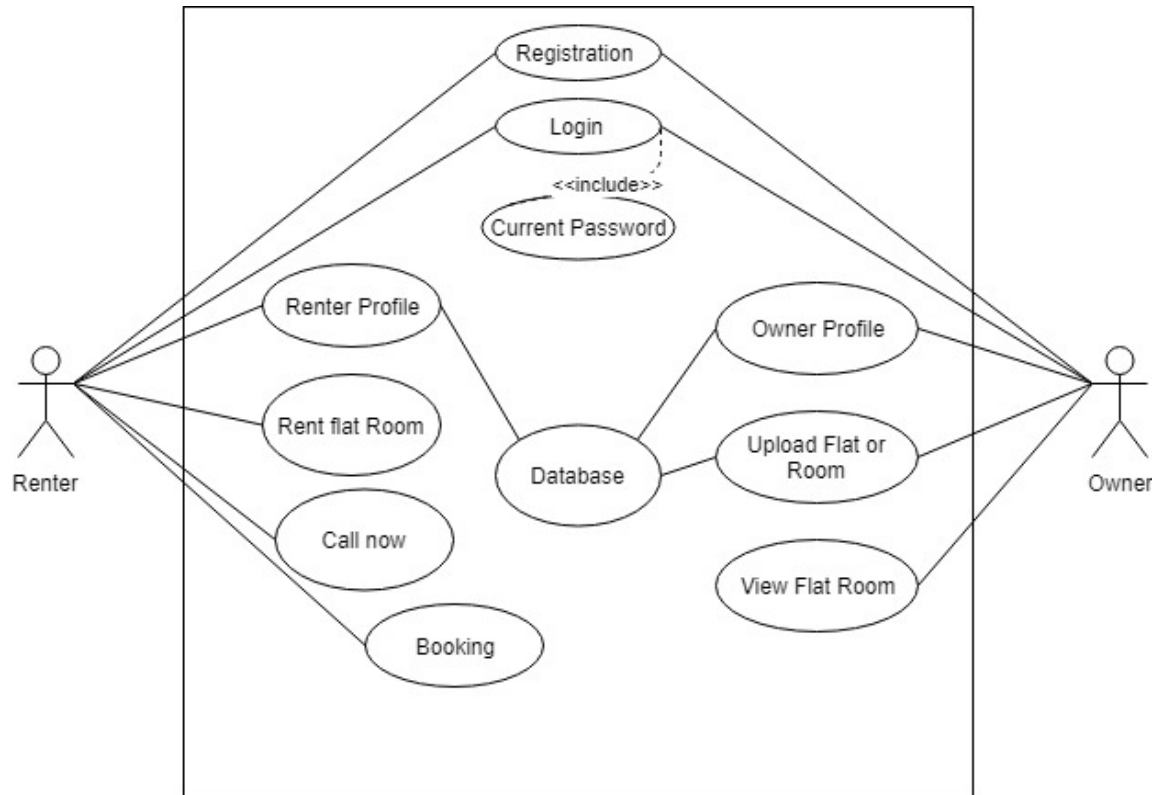 Registration
Login
<<include>>
Current Password
Renter Profile
Owner Profile
Rent flat Room
Upload Flat or
Room
Database
Renter
Owner
Call now
View Flat Room
Booking